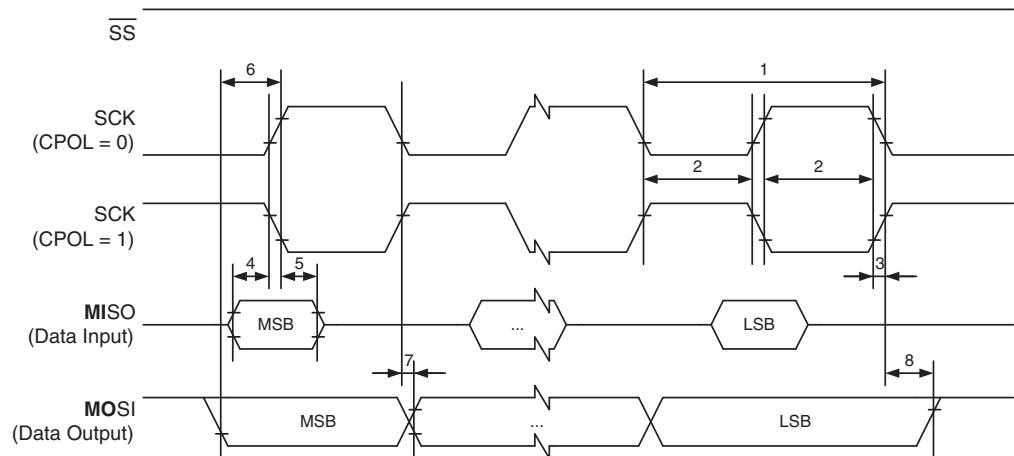 SS
6
1
SCK
(CPOL = 0)
2
2
SCK
(CPOL = 1)
4
5
3
MISO
(Data Input)
MSB
...
LSB
7
8
MOSI
(Data Output)
MSB
...
LSB